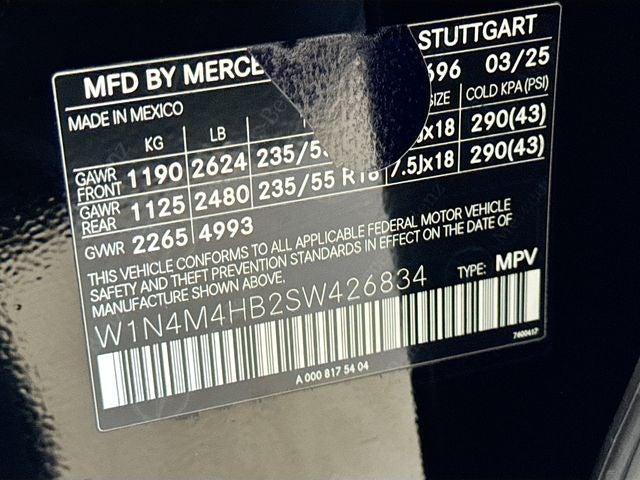 MFD BY MERCE STUTTGART
696 03/25
MADE IN MEXICO
KG LB SIZE COLD KPA (PSI)
GAWR FRONT 1190 2624 235/5 Jx18 290(43)
GAWR REAR 1125 2480 235/55 R18 7.5Jx18 290(43)
GVWR 2265 4993
THIS VEHICLE CONFORMS TO ALL APPLICABLE FEDERAL MOTOR VEHICLE
SAFETY AND THEFT PREVENTION STANDARDS IN EFFECT ON THE DATE OF
MANUFACTURE SHOWN ABOVE.
W1N4M4HB2SW426834 TYPE: MPV
7400417
A 000 817 54 04